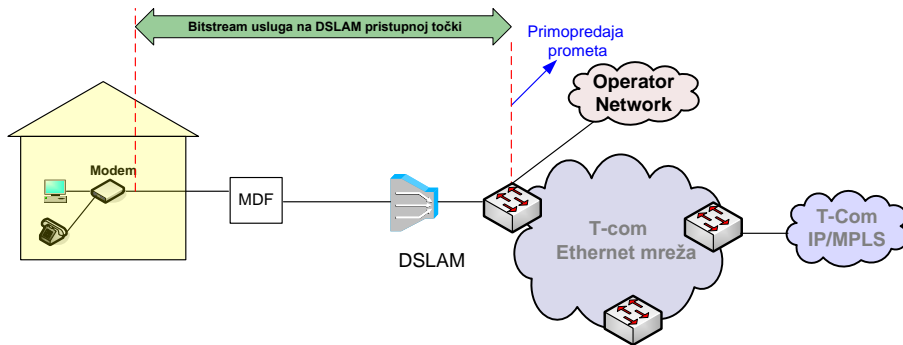 Bitstream usluga na DSLAM pristupnoj točki
Primopredaja
prometa
Operator
Network
Modem
MDF
DSLAM
T-com
Ethernet mreža
T-Com
IP/MPLS